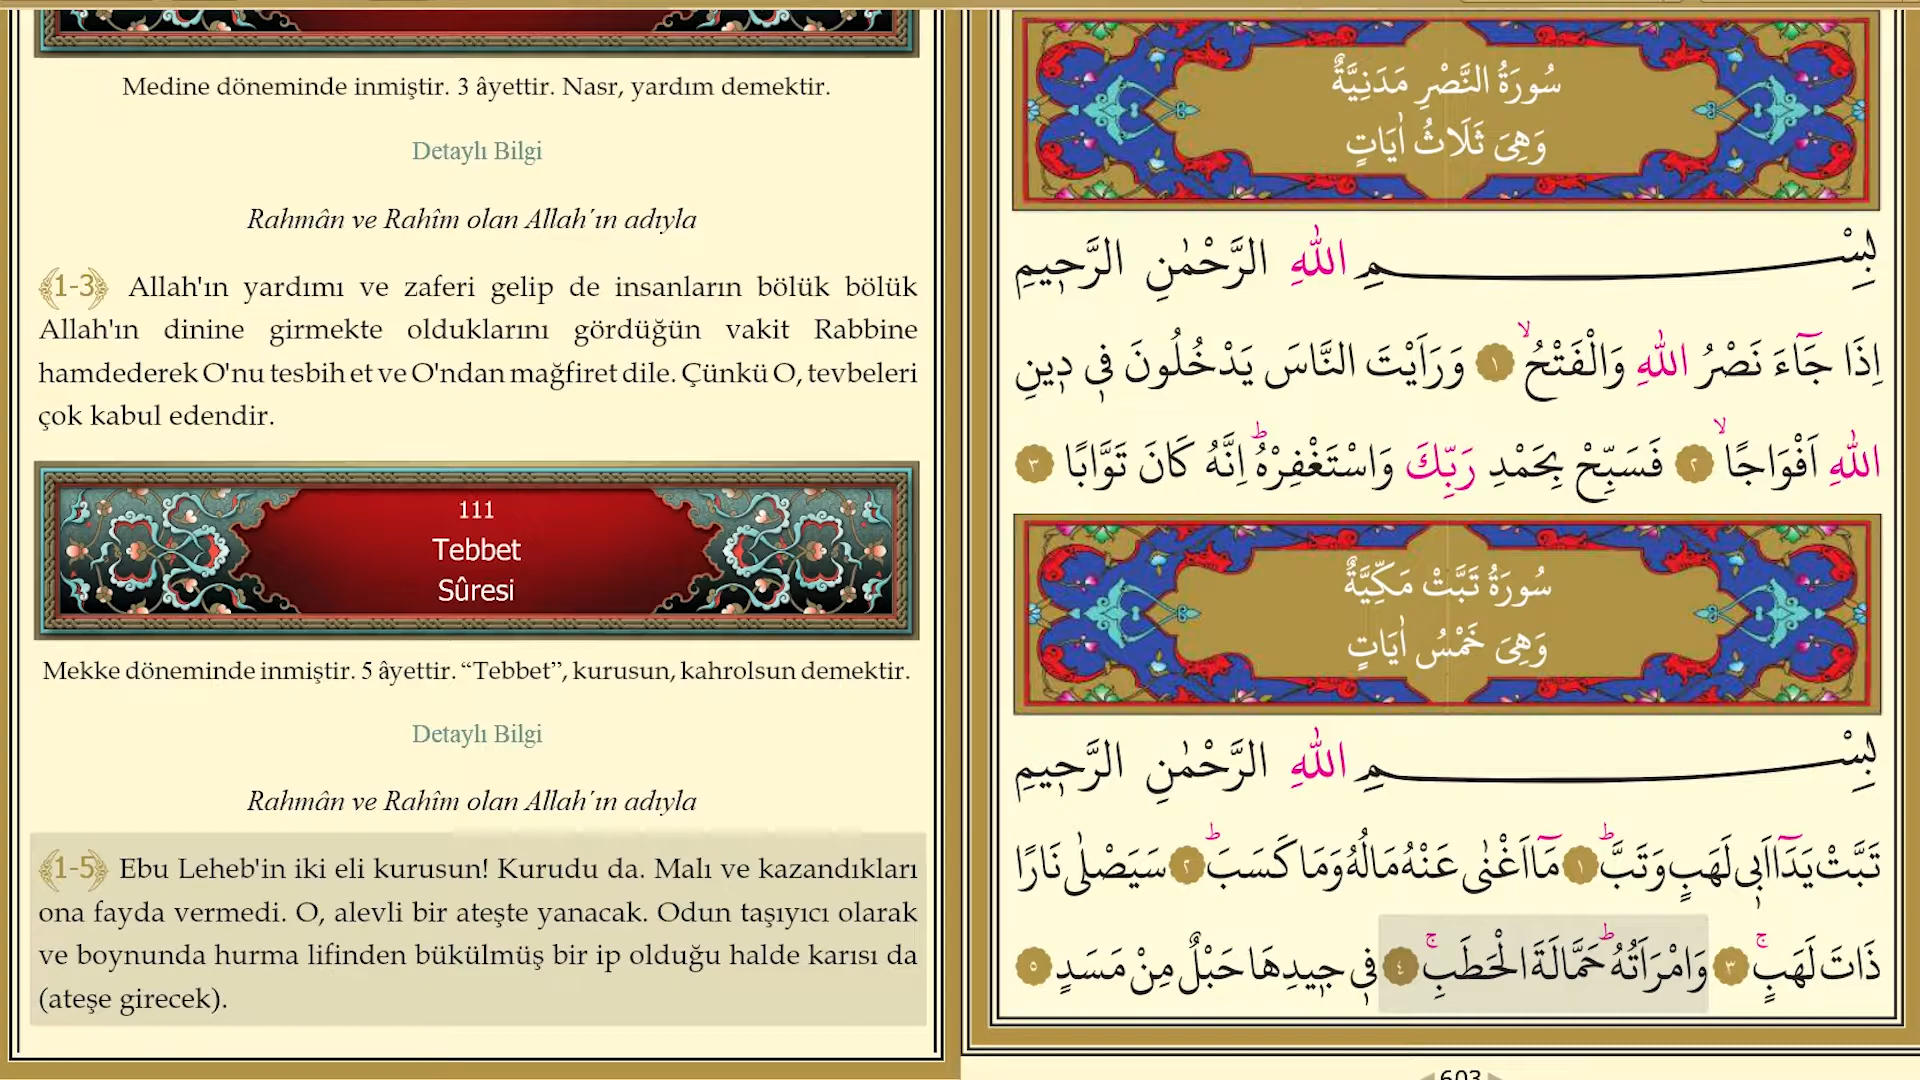 Medine döneminde inmiştir. 3 âyettir. Nasr, yardım demektir.
Detaylı Bilgi
Rahmân ve Rahîm olan Allah´ın adıyla
﴾1-3﴿ Allah'ın yardımı ve zaferi gelip de insanların bölük bölük
Allah'ın dinine girmekte olduklarını gördüğün vakit Rabbine
hamdederek O'nu tesbih et ve O'ndan mağfiret dile. Çünkü O, tevbeleri
çok kabul edendir.
111
Tebbet
Sûresi
Mekke döneminde inmiştir. 5 âyettir. “Tebbet”, kurusun, kahrolsun demektir.
Detaylı Bilgi
Rahmân ve Rahîm olan Allah´ın adıyla
﴾1-5﴿ Ebu Leheb'in iki eli kurusun! Kurudu da. Malı ve kazandıkları
ona fayda vermedi. O, alevli bir ateşte yanacak. Odun taşıyıcı olarak
ve boynunda hurma lifinden bükülmüş bir ip olduğu halde karısı da
(ateşe girecek).
سُورَةُ النَّصْرِ مَدَنِيَّةٌ
وَهِىَ ثَلَاثُ اٰيَاتٍ
بِسْمِ اللّٰهِ الرَّحْمٰنِ الرَّحِيمِ
اِذَا جَٓاءَ نَصْرُ اللّٰهِ وَالْفَتْحُۙ ١ وَرَاَيْتَ النَّاسَ يَدْخُلُونَ فِى دِينِ
اللّٰهِ اَفْوَاجًاۙ ٢ فَسَبِّحْ بِحَمْدِ رَبِّكَ وَاسْتَغْفِرْهُۜ اِنَّهُ كَانَ تَوَّابًا ٣
سُورَةُ تَبَّتْ مَكِّيَّةٌ
وَهِىَ خَمْسُ اٰيَاتٍ
بِسْمِ اللّٰهِ الرَّحْمٰنِ الرَّحِيمِ
تَبَّتْ يَدَٓا اَبِى لَهَبٍ وَتَبَّۜ ١ مَٓا اَغْنٰى عَنْهُ مَالُهُ وَمَا كَسَبَۜ ٢ سَيَصْلٰى نَارًا
ذَاتَ لَهَبٍۚ ٣ وَامْرَاَتُهُۜ حَمَّالَةَ الْحَطَبِۚ ٤ فِى جِيدِهَا حَبْلٌ مِنْ مَسَدٍ ٥
603